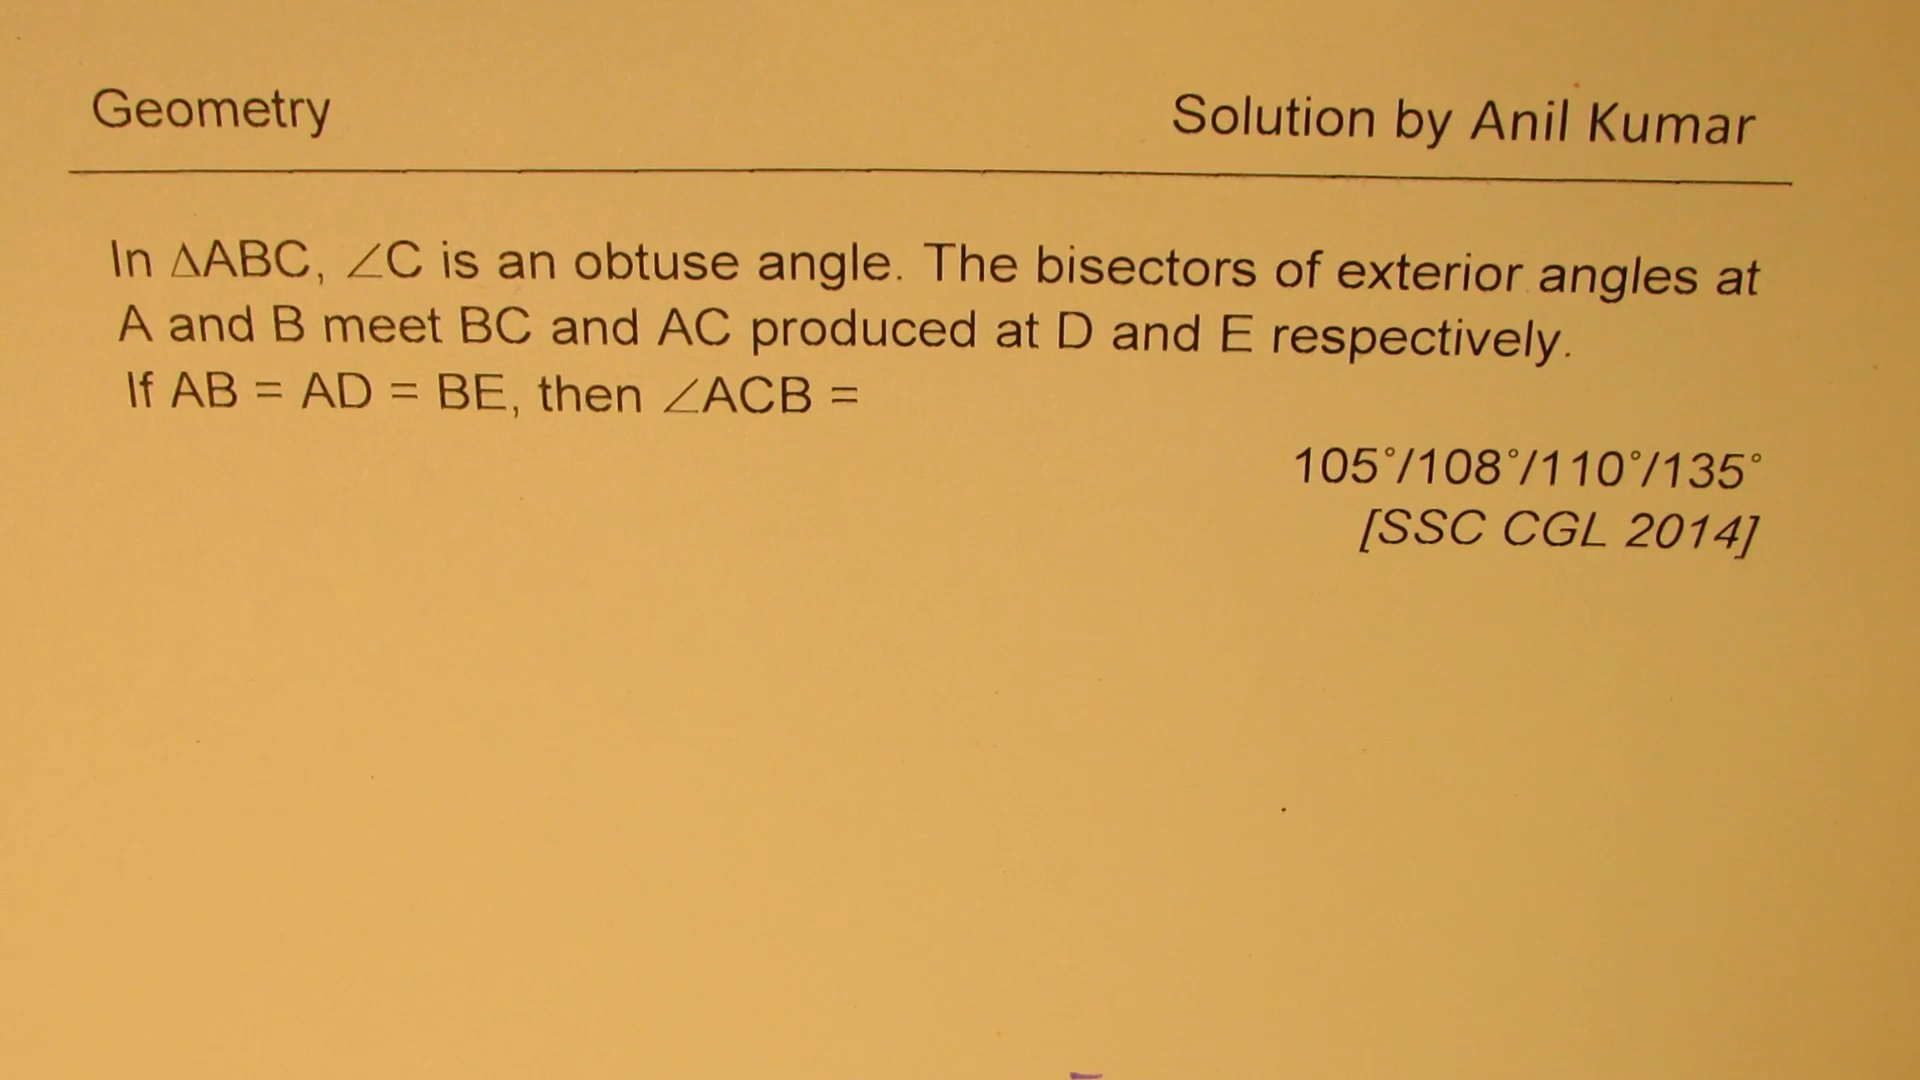 Geometry
Solution by Anil Kumar
In ΔABC, ∠C is an obtuse angle. The bisectors of exterior angles at
A and B meet BC and AC produced at D and E respectively.
If AB = AD = BE, then ∠ACB =
105°/108°/110°/135°
[SSC CGL 2014]